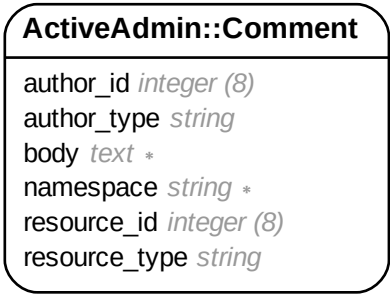 ActiveAdmin::Comment
author_id integer (8)
author_type string
body text *
namespace string *
resource_id integer (8)
resource_type string